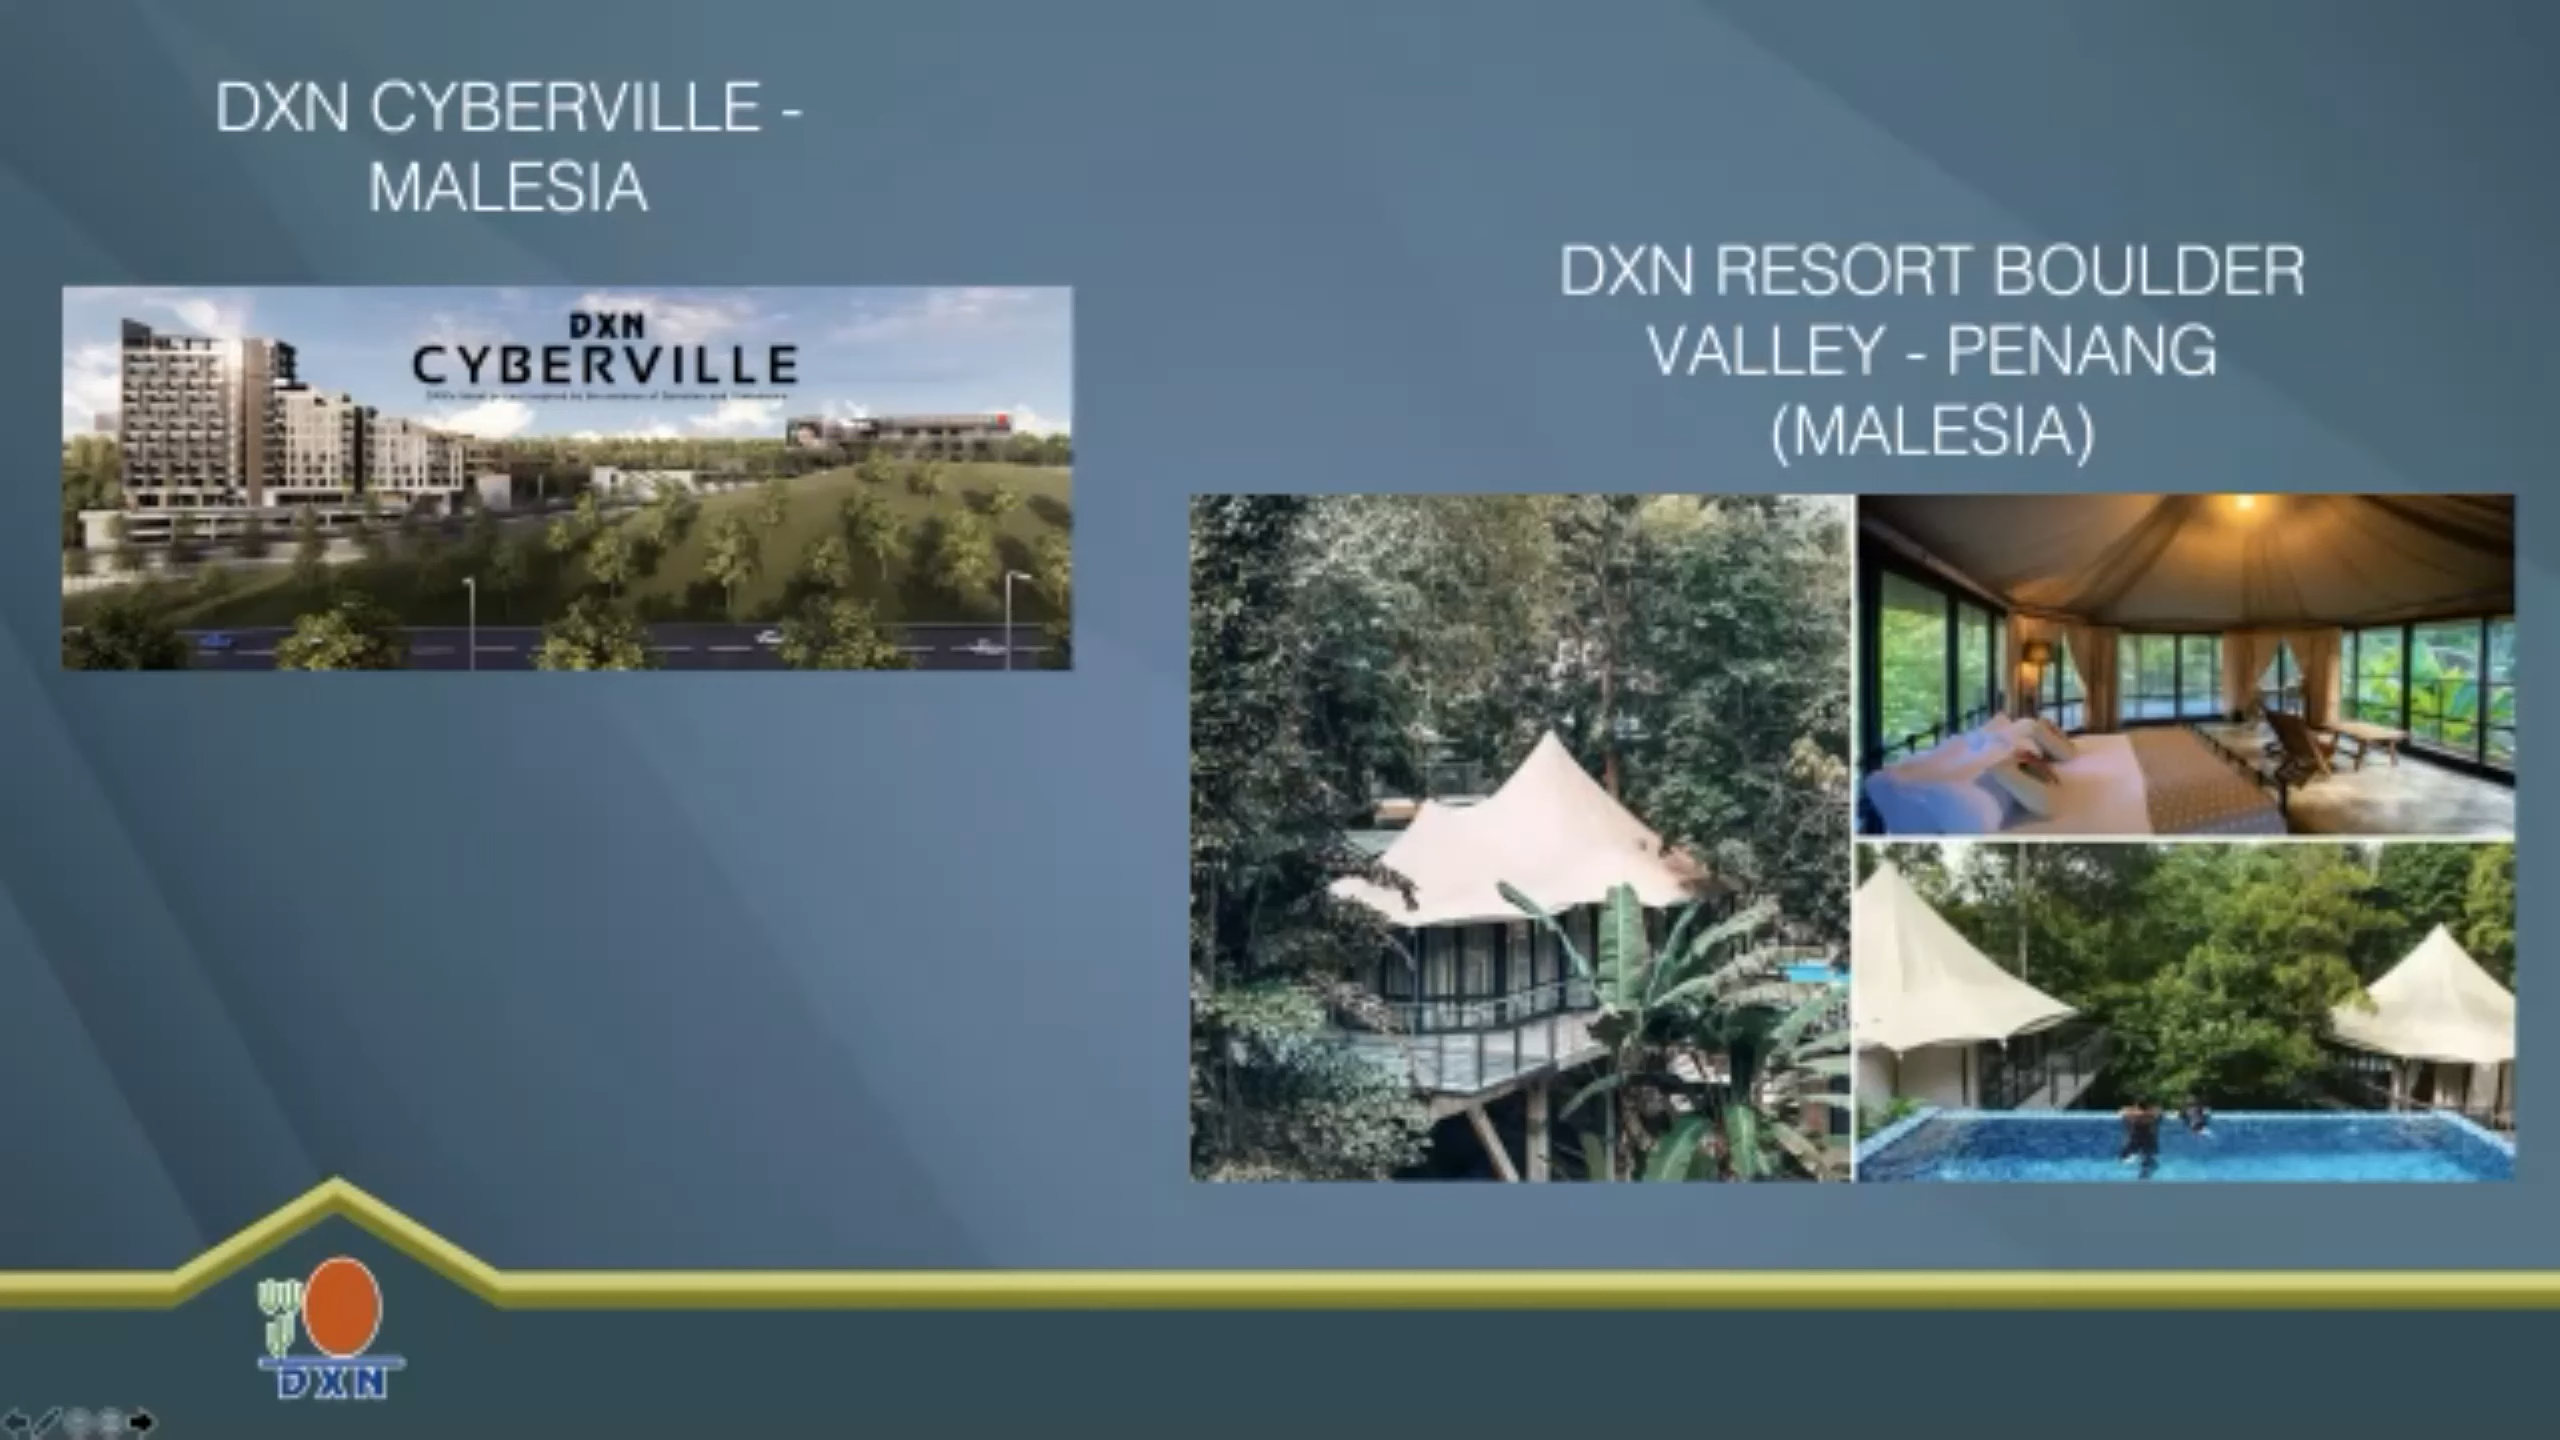 DXN CYBERVILLE -
MALESIA
DXN
CYBERVILLE
DXN RESORT BOULDER
VALLEY - PENANG
(MALESIA)
DXN